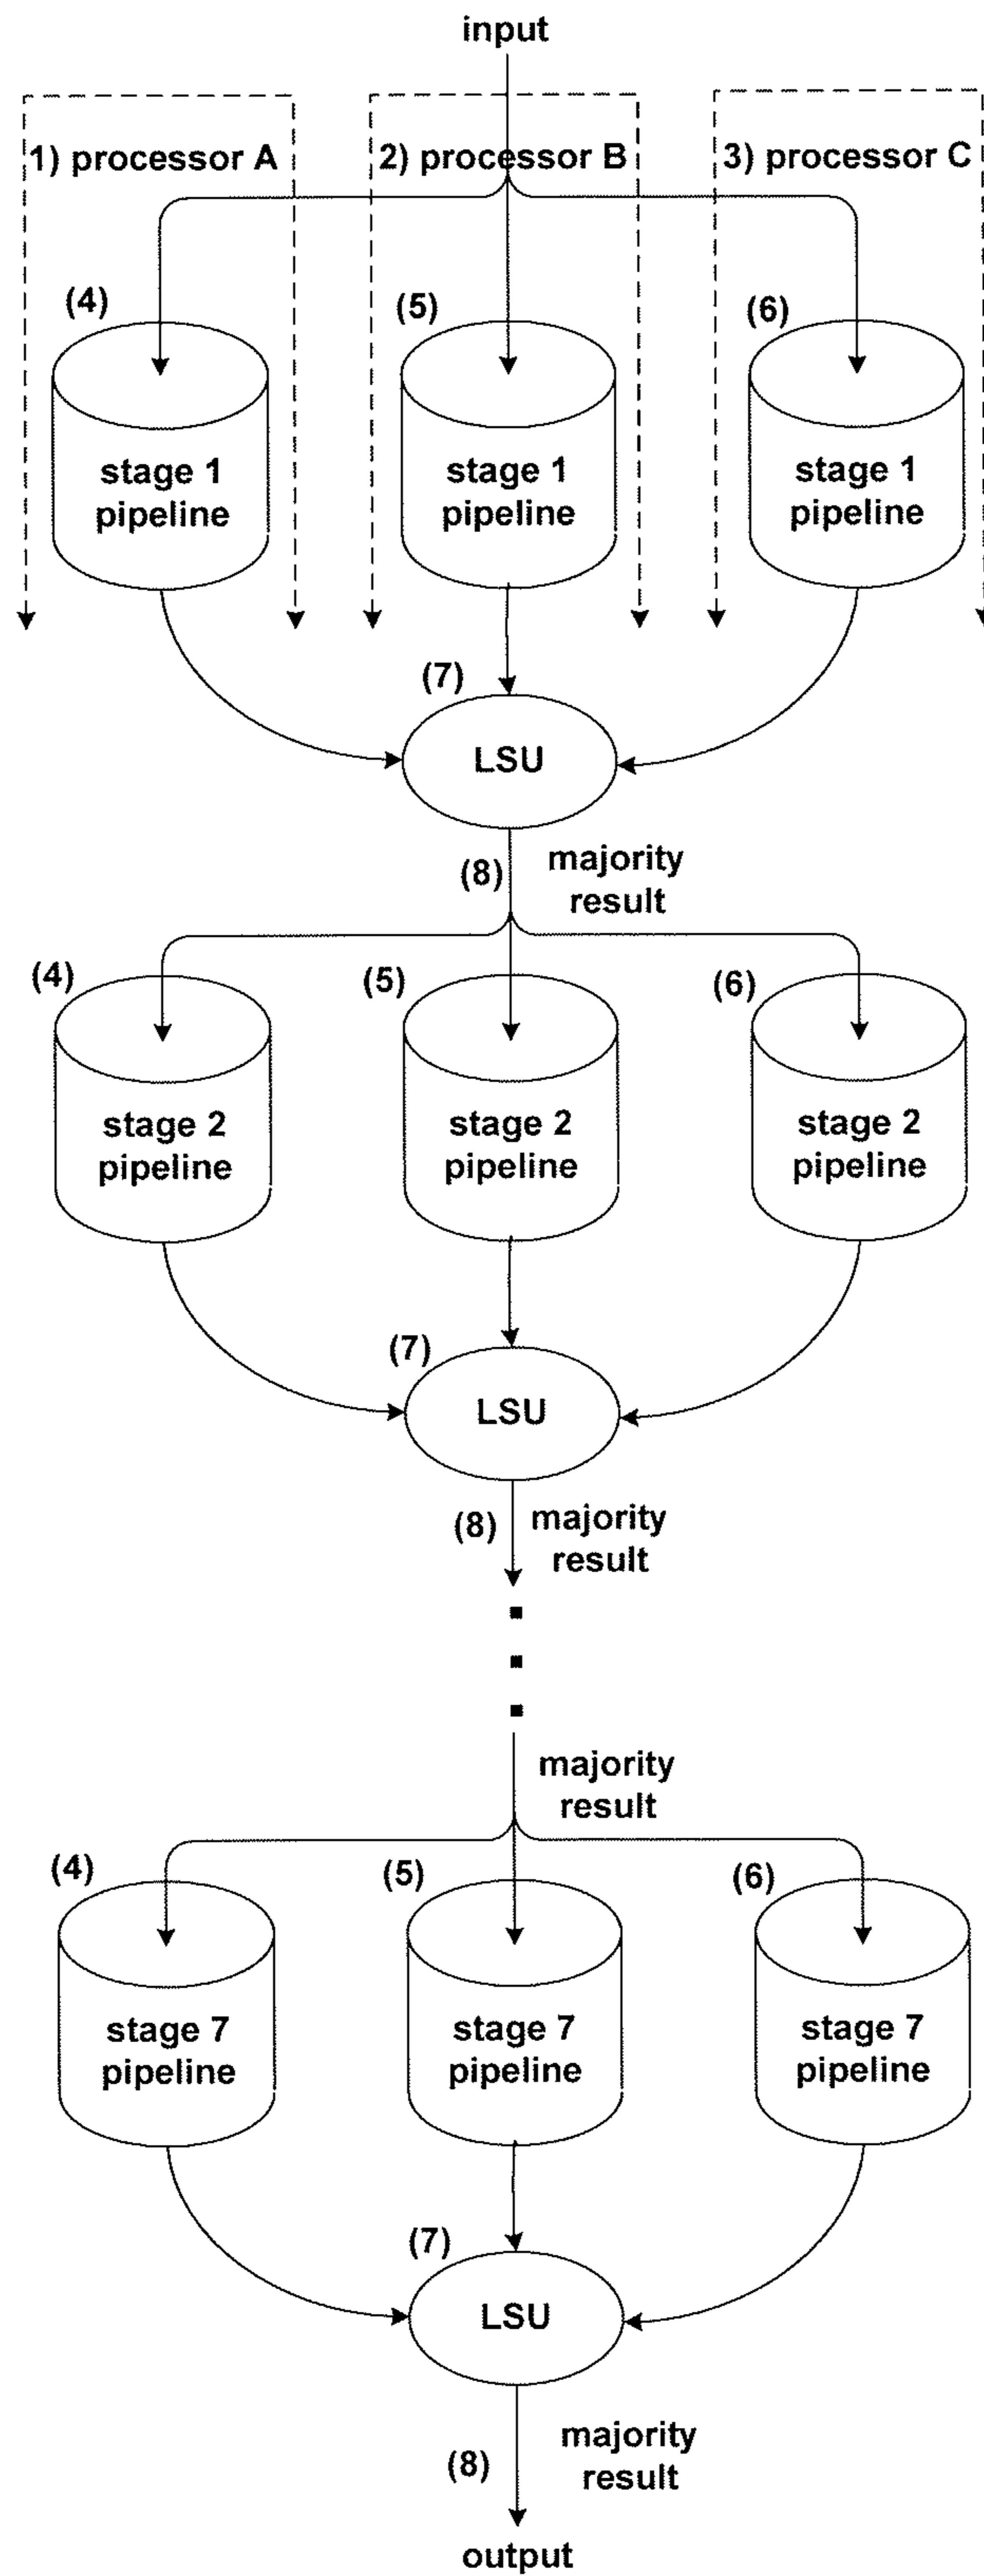 input
1) processor A
2) processor B
3) processor C
(4)
(5)
(6)
stage 1
pipeline
stage 1
pipeline
stage 1
pipeline
(7)
LSU
(8)
majority
result
(4)
(5)
(6)
stage 2
pipeline
stage 2
pipeline
stage 2
pipeline
(7)
LSU
(8)
majority
result
majority
result
(4)
(5)
(6)
stage 7
pipeline
stage 7
pipeline
stage 7
pipeline
(7)
LSU
(8)
majority
result
output